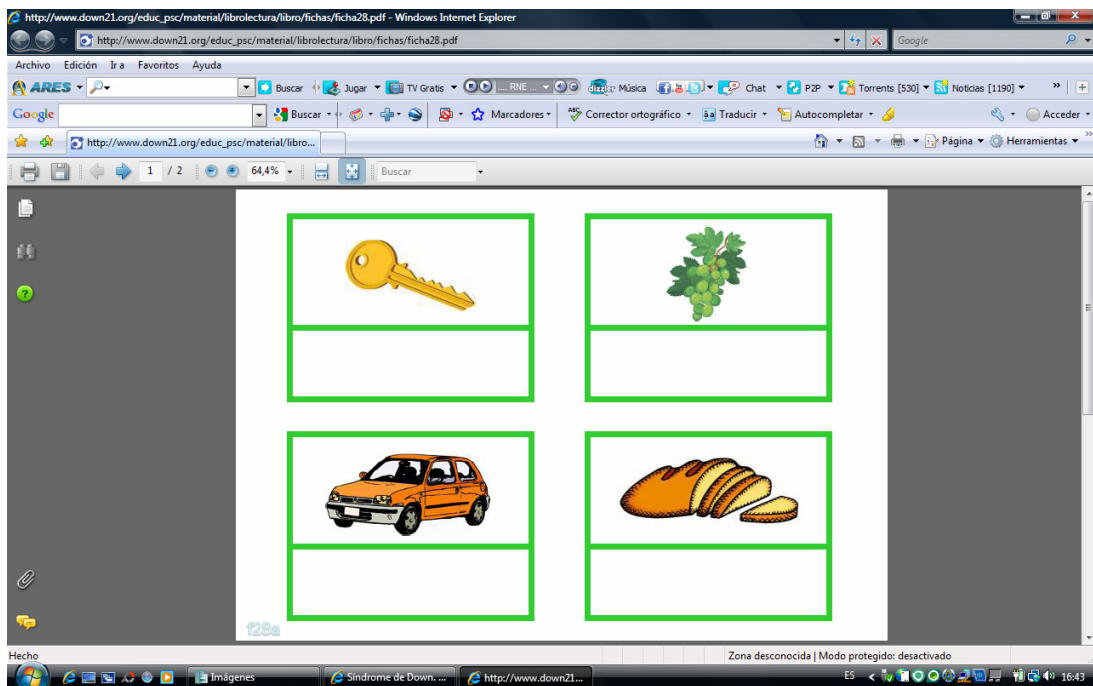 http://www.down21.org/educ_psc/material/librolectura/libro/fichas/ficha28.pdf - Windows Internet Explorer
http://www.down21.org/educ_psc/material/librolectura/libro/fichas/ficha28.pdf
Google
Archivo Edición Ir a Favoritos Ayuda
ARES Buscar Jugar TV Gratis ... RNE ... dizzler Música Chat P2P Torrents [530] Noticias [1190] »
Google Buscar Marcadores ABC Corrector ortográfico áa Traducir Autocompletar Acceder
http://www.down21.org/educ_psc/material/libro... Página Herramientas »
1 / 2 64,4% Buscar
f28a
Hecho Zona desconocida | Modo protegido: desactivado
Imágenes Síndrome de Down. ... http://www.down21... ES 16:43